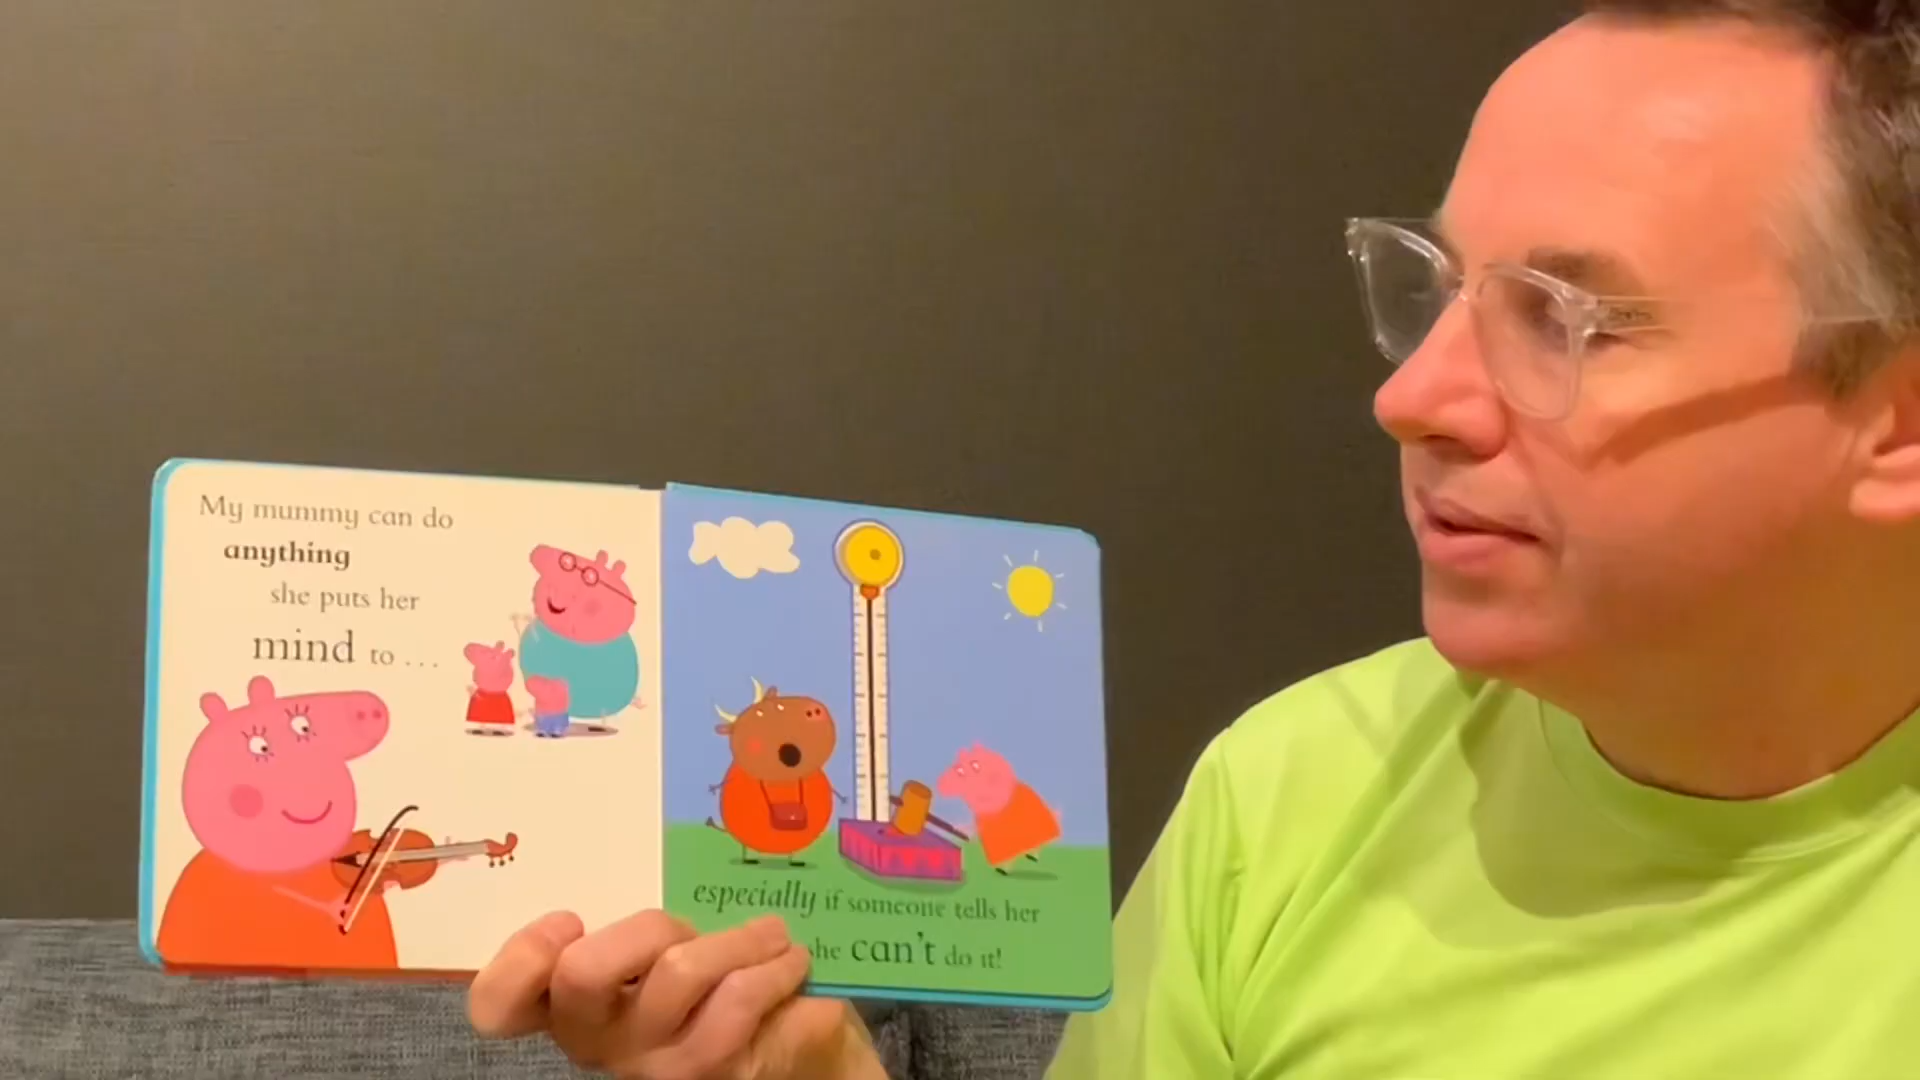 My mummy can do
anything
she puts her
mind to ...
especially if someone tells her
she can't do it!